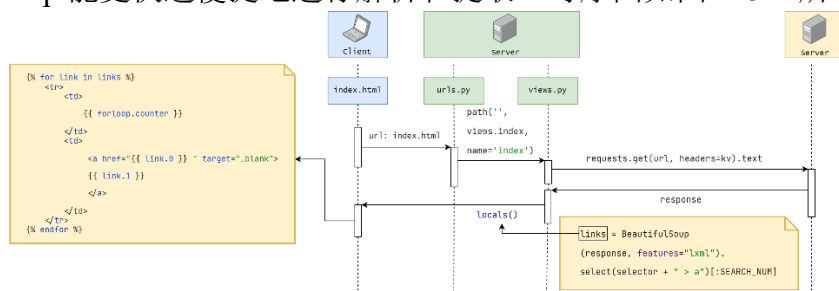 Client
Server
Server
index.html
urls.py
views.py
{% for link in links %}
<tr>
<td>
{{ forloop.counter }}
</td>
<td>
<a href="{{ link.0 }} " target="_blank">
{{ link.1 }}
</a>
</td>
</tr>
{% endfor %}
url: index.html
path('',
views.index,
name='index')
requests.get(url, headers=kv).text
response
locals()
links = BeautifulSoup
(response, features="lxml").
select(selector + " > a")[:SEARCH_NUM]